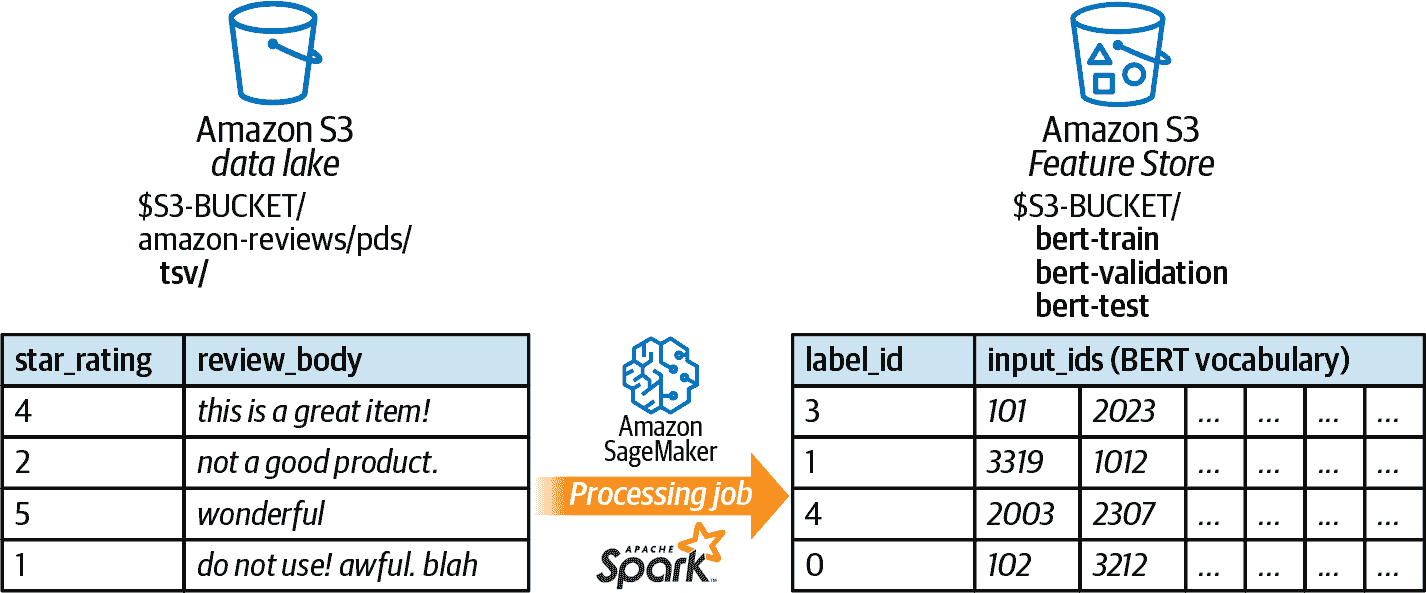 Amazon S3
data lake
$S3-BUCKET/
amazon-reviews/pds/
tsv/
Amazon S3
Feature Store
$S3-BUCKET/
bert-train
bert-validation
bert-test
star_rating review_body
4 this is a great item!
2 not a good product.
5 wonderful
1 do not use! awful. blah
Amazon
SageMaker
Processing job
APACHE
Spark™
label_id input_ids (BERT vocabulary)
3 101 2023 ... ... ... ...
1 3319 1012 ... ... ... ...
4 2003 2307 ... ... ... ...
0 102 3212 ... ... ... ...